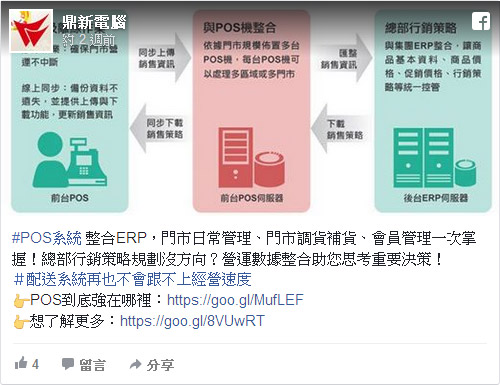 鼎新電腦
約 2 週前
確保門市營
運不中斷
線上同步：備份資料不
遺失，並提供上傳與下
載功能，更新銷售資訊
前台POS
同步上傳
銷售資訊
同步下載
銷售策略
與POS機整合
依據門市規模佈置多台
POS機，每台POS機可
以處理多區域或多門市
前台POS伺服器
匯整
銷售資訊
下載
銷售策略
總部行銷策略
與集團ERP整合，讓商
品基本資料、商品價
格、促銷價格、行銷策
略等統一控管
後台ERP伺服器
#POS系統 整合ERP，門市日常管理、門市調貨補貨、會員管理一次掌
握！總部行銷策略規劃沒方向？營運數據整合助您思考重要決策！
＃配送系統再也不會跟不上經營速度
👉POS到底強在哪裡：https://goo.gl/MufLEF
👉想了解更多：https://goo.gl/8VUwRT
4 留言 分享